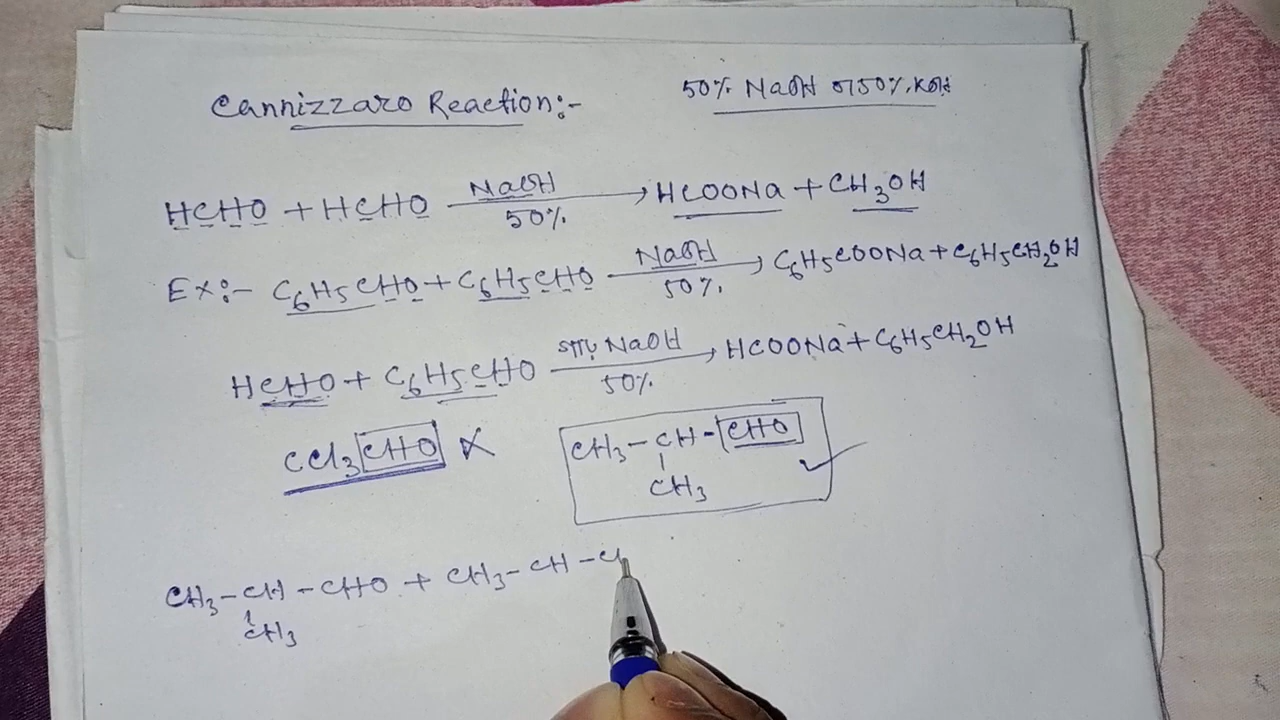 Cannizzaro Reaction:-
50% NaOH or 50% KOH
HCHO + HCHO NaOH 50% → HCOONa + CH3OH
Ex:- C6H5CHO + C6H5CHO NaOH 50% → C6H5COONa + C6H5CH2OH
HCHO + C6H5CHO NaOH 50% → HCOONa + C6H5CH2OH
CCl3CHO ×
CH3 - CH - CHO ✓
CH3
CH3 - CH - CHO + CH3 - CH - C
CH3